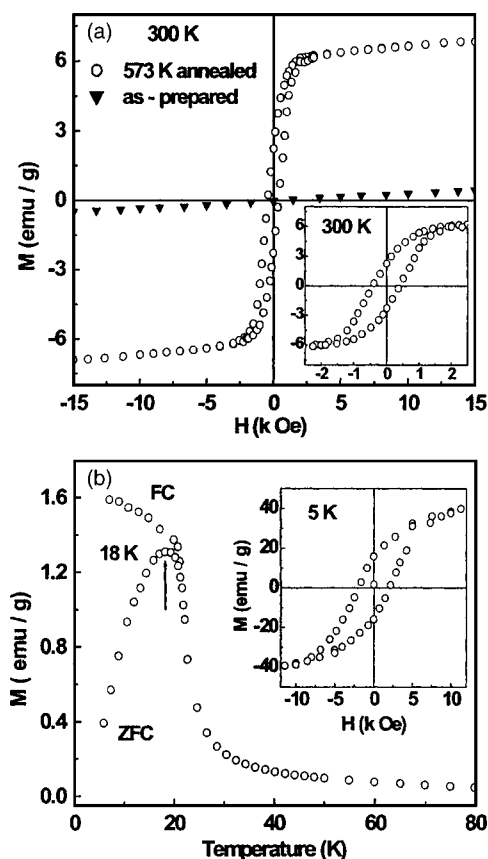 (a) 300 K
573 K annealed
as - prepared
6
3
0
-3
-6
M (emu / g)
300 K
6
3
0
-3
-6
-2 -1 0 1 2
-15 -10 -5 0 5 10 15
H (k Oe)
(b)
FC
18 K
ZFC
1.6
1.2
0.8
0.4
0.0
M ( emu / g)
5 K
40
20
0
-20
-40
M (emu / g)
-10 -5 0 5 10
H (k Oe)
0 20 40 60 80
Temperature (K)